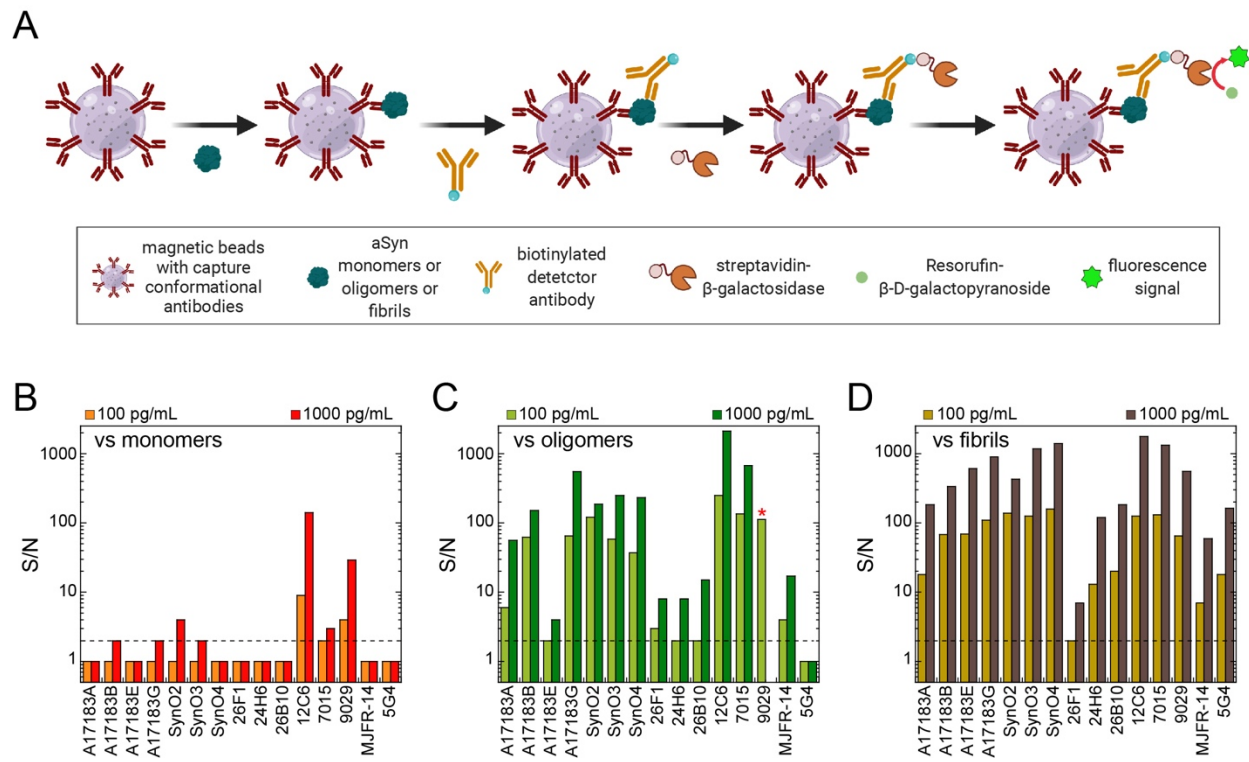 A
magnetic beads
with capture
conformational
antibodies
aSyn
monomers or
oligomers or
fibrils
biotinylated
detetctor
antibody
streptavidin-
β-galactosidase
Resorufin-
β-D-galactopyranoside
fluorescence
signal
B
100 pg/mL
1000 pg/mL
vs monomers
S/N
1000
100
10
1
A17183A
A17183B
A17183E
A17183G
SynO2
SynO3
SynO4
26F1
24H6
26B10
12C6
7015
9029
MJFR-14
5G4
C
100 pg/mL
1000 pg/mL
vs oligomers
*
S/N
1000
100
10
1
A17183A
A17183B
A17183E
A17183G
SynO2
SynO3
SynO4
26F1
24H6
26B10
12C6
7015
9029
MJFR-14
5G4
D
100 pg/mL
1000 pg/mL
vs fibrils
S/N
1000
100
10
1
A17183A
A17183B
A17183E
A17183G
SynO2
SynO3
SynO4
26F1
24H6
26B10
12C6
7015
9029
MJFR-14
5G4